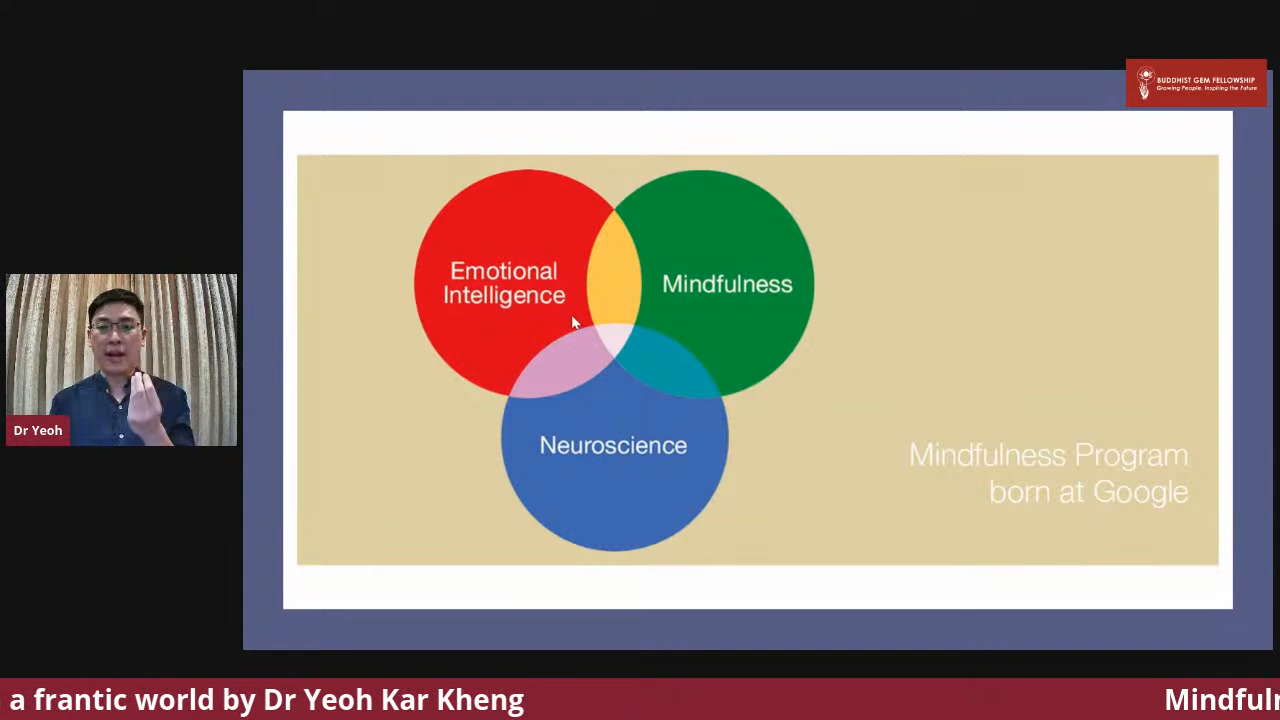 BUDDHIST GEM FELLOWSHIP
Growing People. Inspiring the Future
Emotional
Intelligence
Mindfulness
Neuroscience
Mindfulness Program
born at Google
Dr Yeoh
a frantic world by Dr Yeoh Kar Kheng
Mindfuln